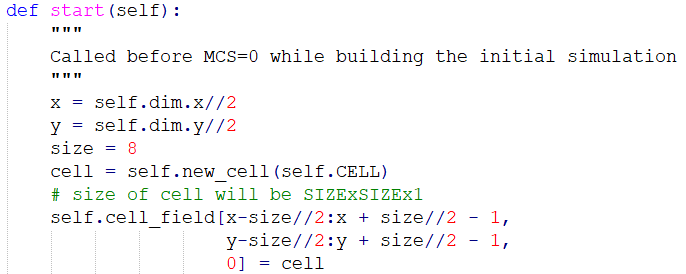 def start(self):
    """
    Called before MCS=0 while building the initial simulation
    """
    x = self.dim.x//2
    y = self.dim.y//2
    size = 8
    cell = self.new_cell(self.CELL)
    # size of cell will be SIZExSIZEx1
    self.cell_field[x-size//2:x + size//2 - 1,
                    y-size//2:y + size//2 - 1,
                    0] = cell